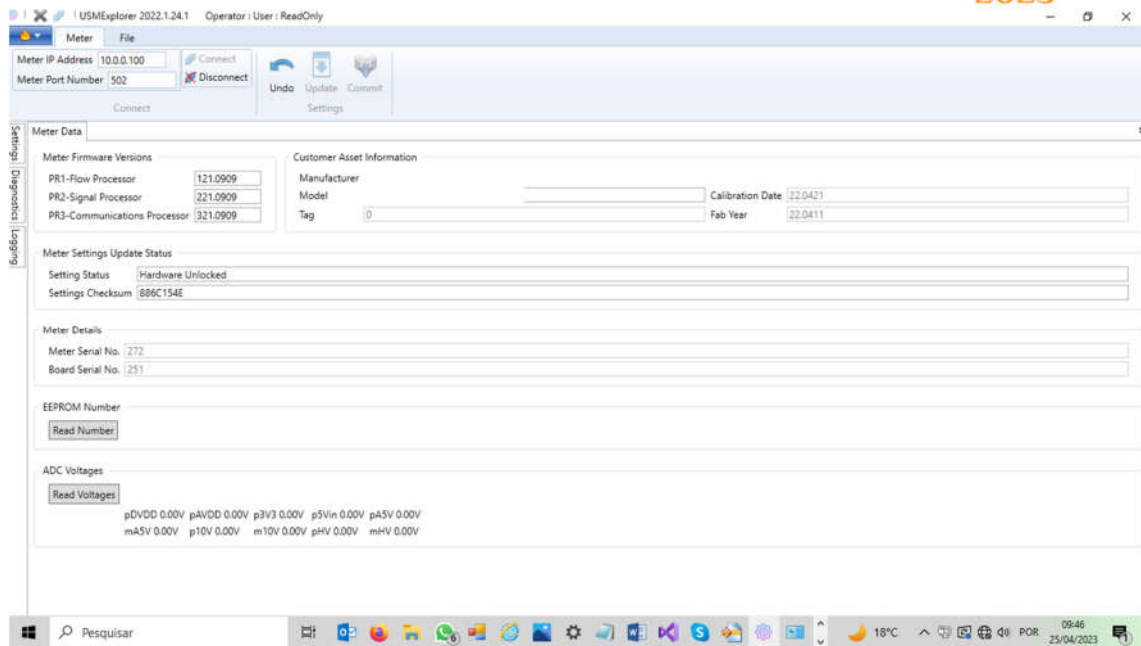 2023
USMExplorer 2022.1.24.1 Operator : User : ReadOnly
Meter File
Meter IP Address 10.0.0.100 Connect
Meter Port Number 502 Disconnect
Undo Update Commit
Connect Settings
Settings
Diagnostics
Logging
Meter Data
Meter Firmware Versions
PR1-Flow Processor 121.0909
PR2-Signal Processor 221.0909
PR3-Communications Processor 321.0909
Customer Asset Information
Manufacturer
Model Calibration Date 22.0421
Tag 0 Fab Year 22.0411
Meter Settings Update Status
Setting Status Hardware Unlocked
Settings Checksum 886C154E
Meter Details
Meter Serial No. 272
Board Serial No. 251
EEPROM Number
Read Number
ADC Voltages
Read Voltages
pDVDD 0.00V pAVDD 0.00V p3V3 0.00V p5Vin 0.00V pA5V 0.00V
mA5V 0.00V p10V 0.00V m10V 0.00V pHV 0.00V mHV 0.00V
Pesquisar
6
18°C POR
09:46
25/04/2023
1